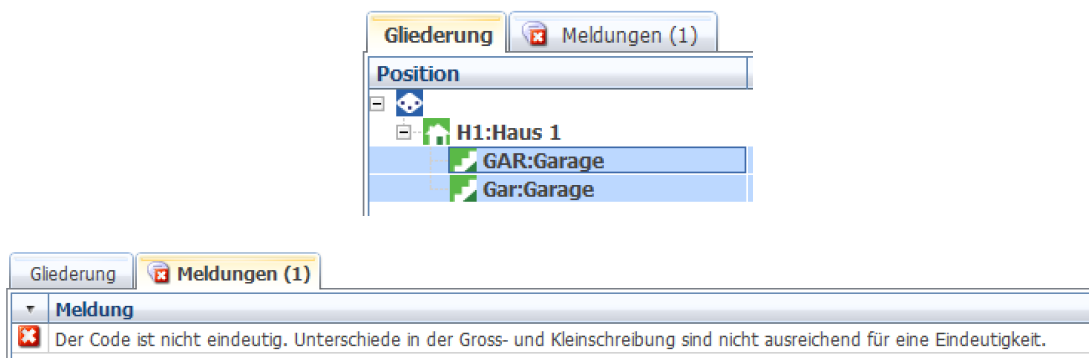 Gliederung Meldungen (1)
Position
H1:Haus 1
GAR:Garage
Gar:Garage
Gliederung Meldungen (1)
Meldung
Der Code ist nicht eindeutig. Unterschiede in der Gross- und Kleinschreibung sind nicht ausreichend für eine Eindeutigkeit.